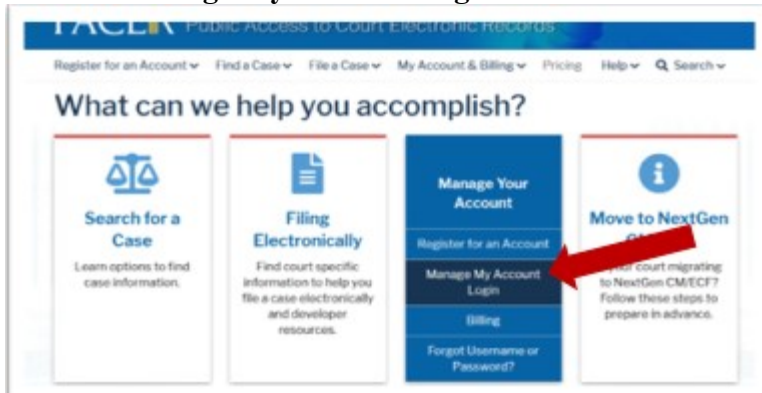 PACER Public Access to Court Electronic Records
Register for an Account Find a Case File a Case My Account & Billing Pricing Help Search
What can we help you accomplish?
Search for a
Case
Learn options to find
case information.
Filing
Electronically
Find court specific
information to help you
file a case electronically
and developer
resources.
Manage Your
Account
Register for an Account
Manage My Account
Login
Billing
Forgot Username or
Password?
Move to NextGen
court migrating
to NextGen CM/ECF?
Follow these steps to
prepare in advance.